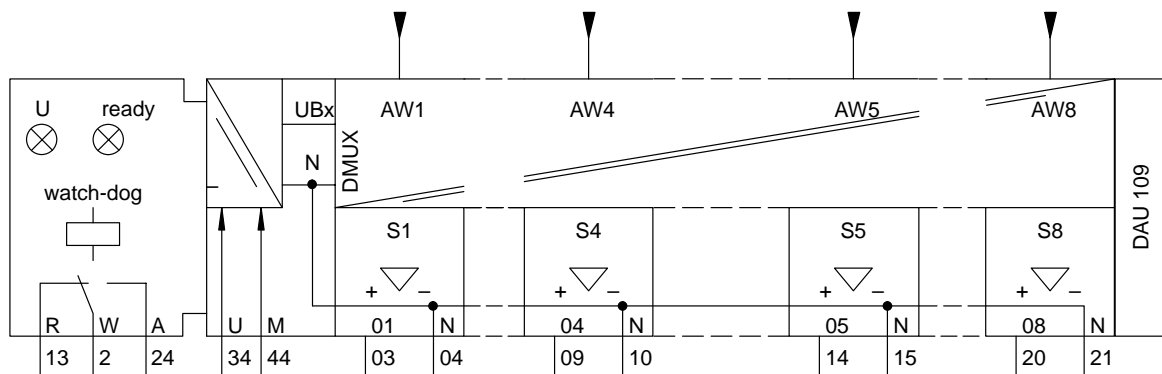 U ready
UBx
AW1 AW4 AW5 AW8
N
DMUX
watch-dog
DAU 109
S1 S4 S5 S8
+ − + − + − + −
R W A U M 01 N 04 N 05 N 08 N
13 2 24 34 44 03 04 09 10 14 15 20 21